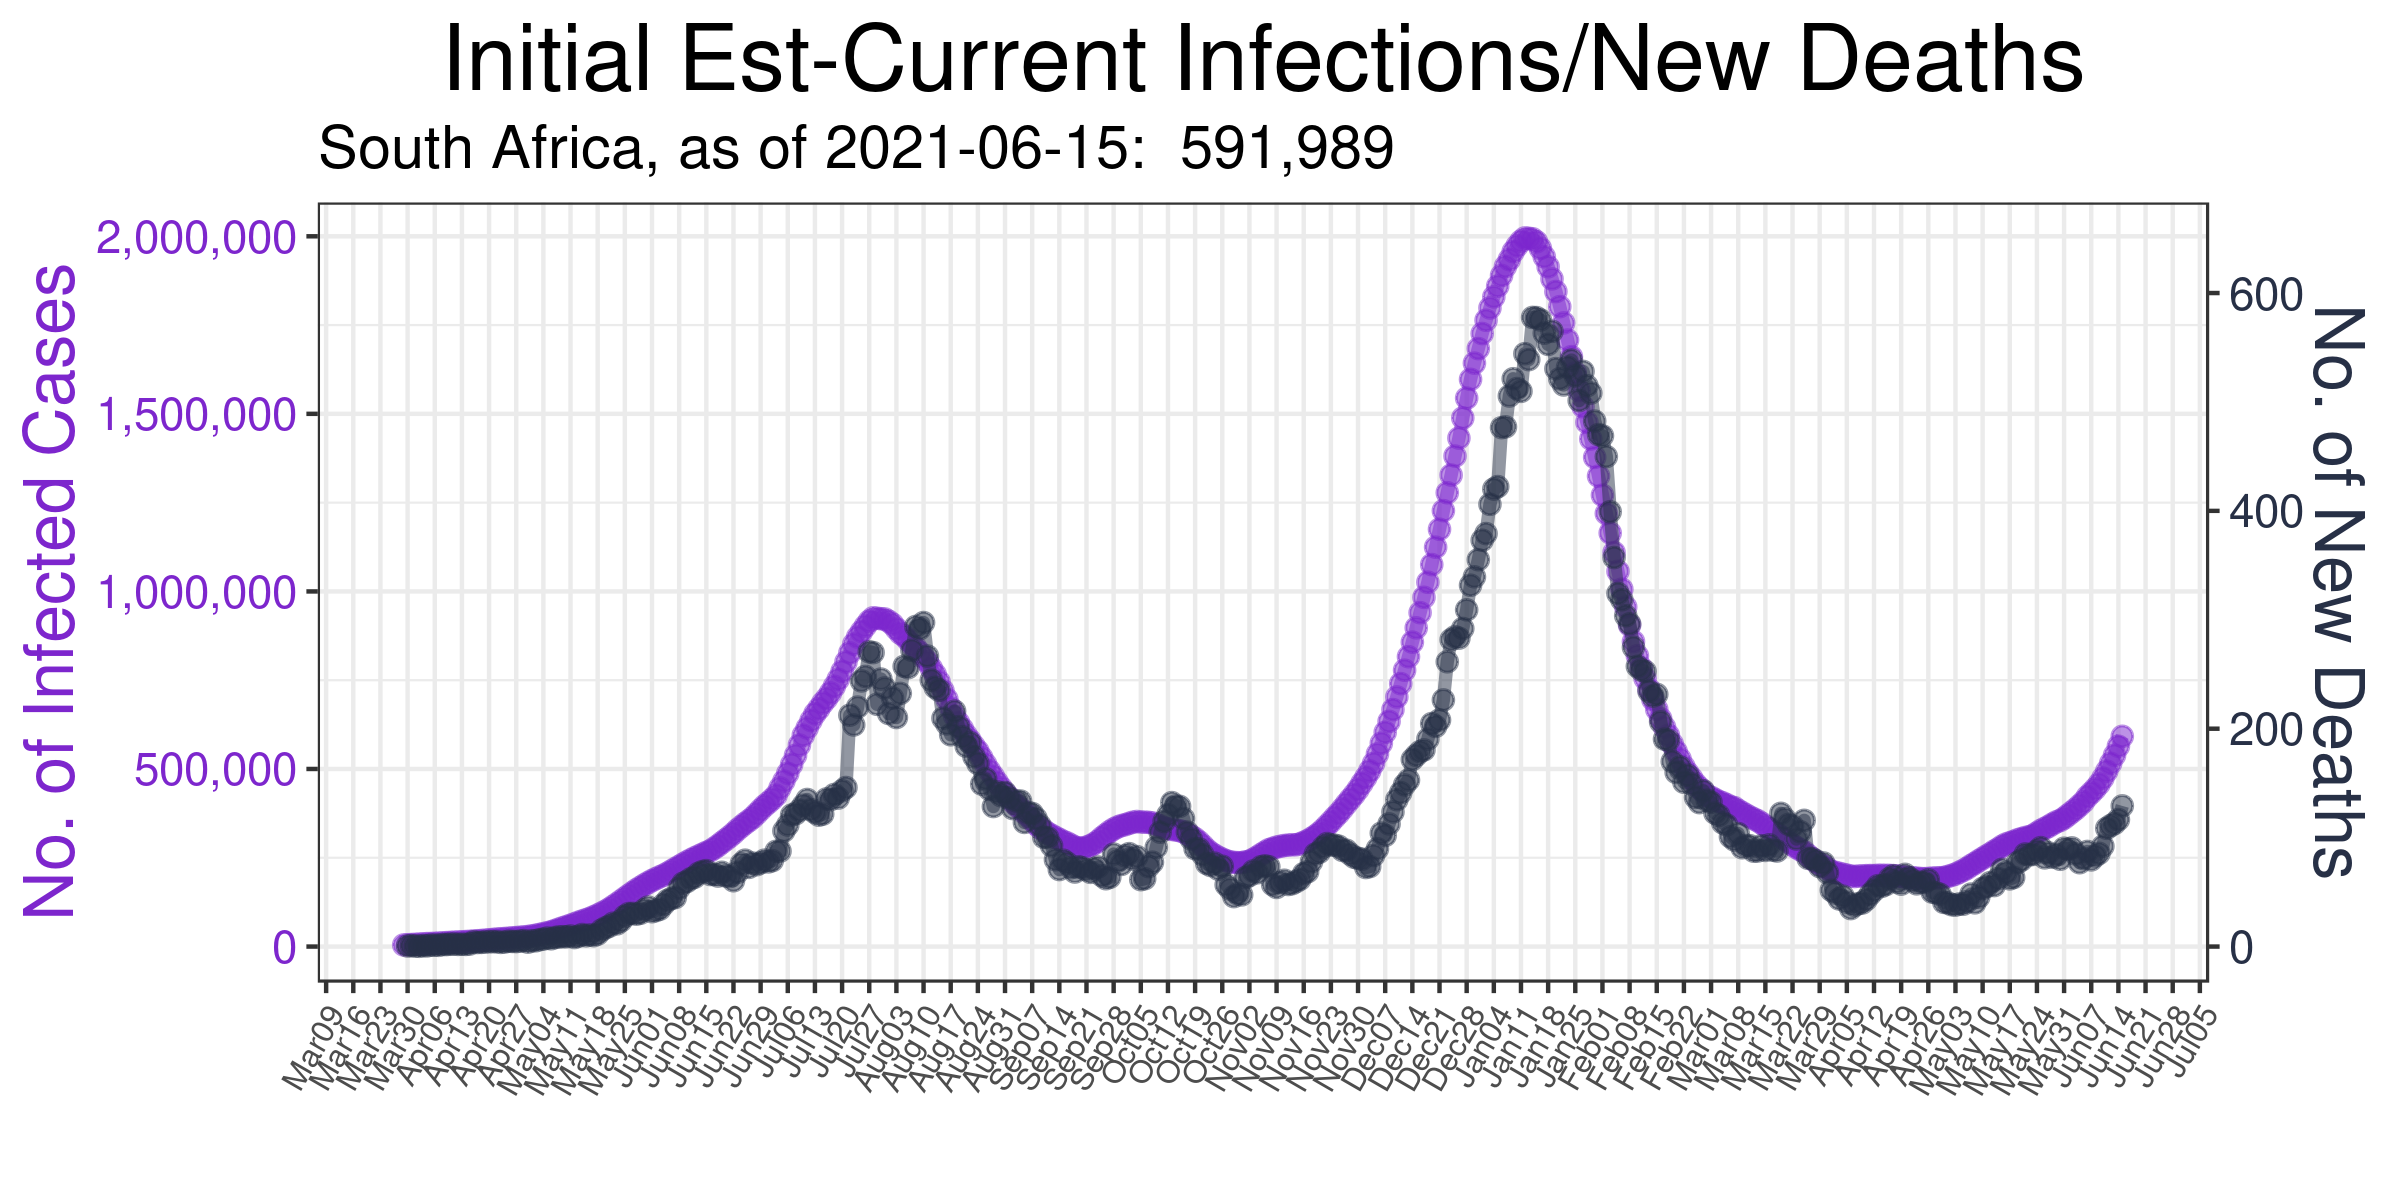 Initial Est-Current Infections/New Deaths
South Africa, as of 2021-06-15: 591,989
No. of Infected Cases
2,000,000
1,500,000
1,000,000
500,000
0
600
400
200
0
No. of New Deaths
Mar09
Mar16
Mar23
Mar30
Apr06
Apr13
Apr20
Apr27
May04
May11
May18
May25
Jun01
Jun08
Jun15
Jun22
Jun29
Jul06
Jul13
Jul20
Jul27
Aug03
Aug10
Aug17
Aug24
Aug31
Sep07
Sep14
Sep21
Sep28
Oct05
Oct12
Oct19
Oct26
Nov02
Nov09
Nov16
Nov23
Nov30
Dec07
Dec14
Dec21
Dec28
Jan04
Jan11
Jan18
Jan25
Feb01
Feb08
Feb15
Feb22
Mar01
Mar08
Mar15
Mar22
Mar29
Apr05
Apr12
Apr19
Apr26
May03
May10
May17
May24
May31
Jun07
Jun14
Jun21
Jun28
Jul05